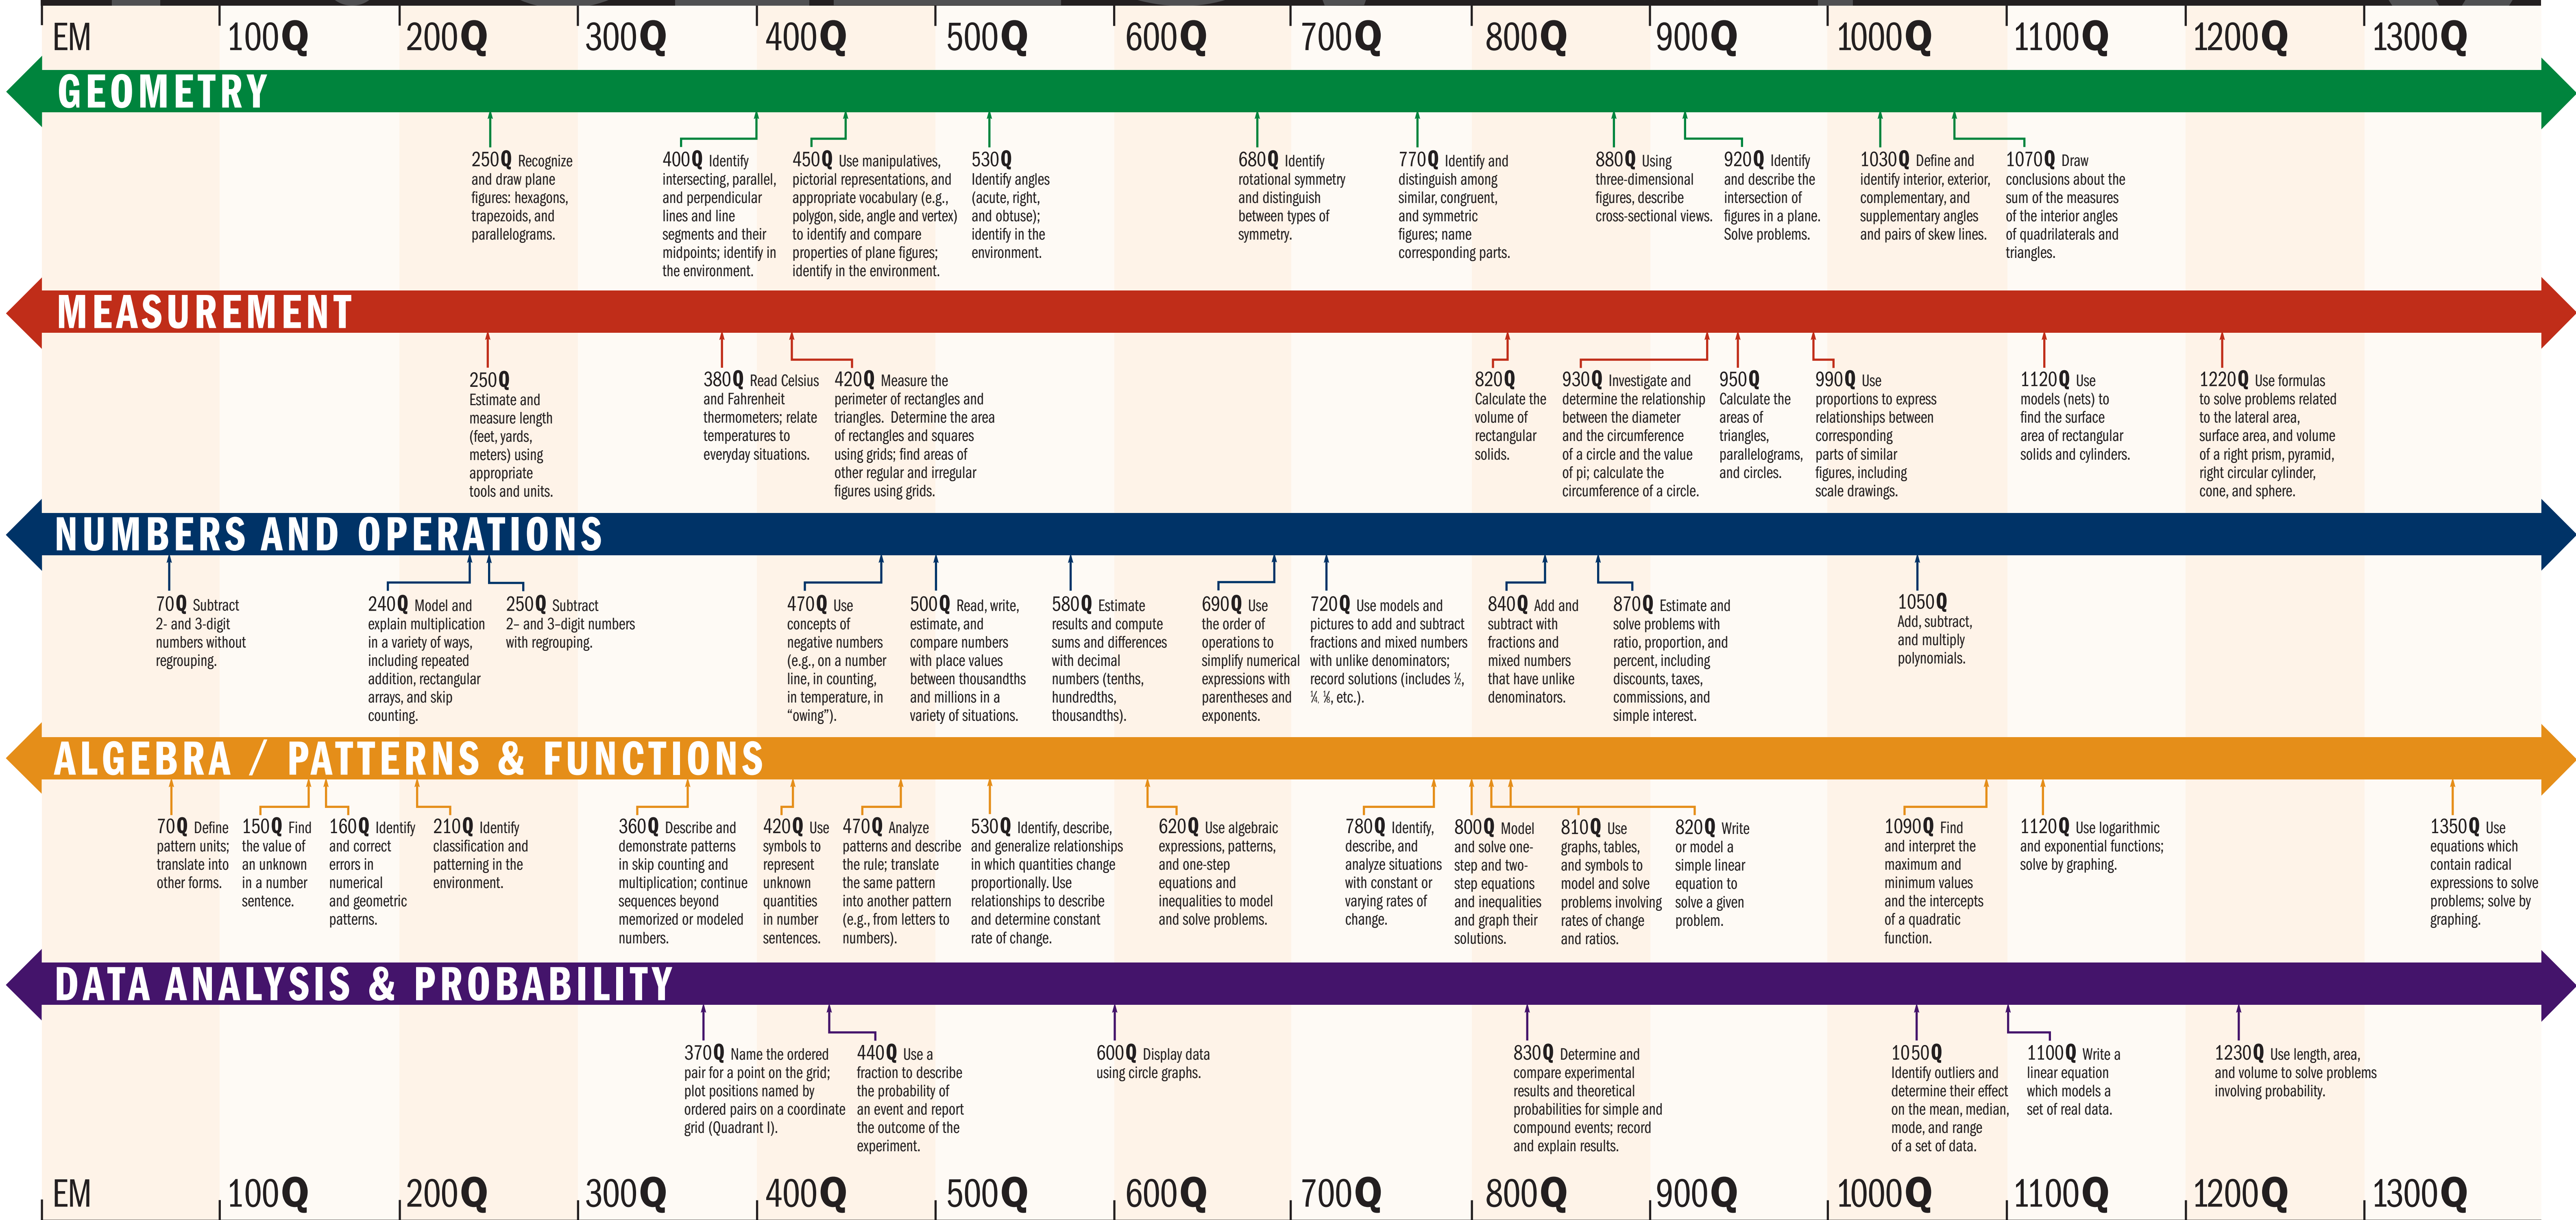 EM 100Q 200Q 300Q 400Q 500Q 600Q 700Q 800Q 900Q 1000Q 1100Q 1200Q 1300Q
GEOMETRY
250Q Recognize
and draw plane
figures: hexagons,
trapezoids, and
parallelograms.
400Q Identify
intersecting, parallel,
and perpendicular
lines and line
segments and their
midpoints; identify in
the environment.
450Q Use manipulatives,
pictorial representations, and
appropriate vocabulary (e.g.,
polygon, side, angle and vertex)
to identify and compare
properties of plane figures;
identify in the environment.
530Q
Identify angles
(acute, right,
and obtuse);
identify in the
environment.
680Q Identify
rotational symmetry
and distinguish
between types of
symmetry.
770Q Identify and
distinguish among
similar, congruent,
and symmetric
figures; name
corresponding parts.
880Q Using
three-dimensional
figures, describe
cross-sectional views.
920Q Identify
and describe the
intersection of
figures in a plane.
Solve problems.
1030Q Define and
identify interior, exterior,
complementary, and
supplementary angles
and pairs of skew lines.
1070Q Draw
conclusions about the
sum of the measures
of the interior angles
of quadrilaterals and
triangles.
MEASUREMENT
250Q
Estimate and
measure length
(feet, yards,
meters) using
appropriate
tools and units.
380Q Read Celsius
and Fahrenheit
thermometers; relate
temperatures to
everyday situations.
420Q Measure the
perimeter of rectangles and
triangles. Determine the area
of rectangles and squares
using grids; find areas of
other regular and irregular
figures using grids.
820Q
Calculate the
volume of
rectangular
solids.
930Q Investigate and
determine the relationship
between the diameter
and the circumference
of a circle and the value
of pi; calculate the
circumference of a circle.
950Q
Calculate the
areas of
triangles,
parallelograms,
and circles.
990Q Use
proportions to express
relationships between
corresponding
parts of similar
figures, including
scale drawings.
1120Q Use
models (nets) to
find the surface
area of rectangular
solids and cylinders.
1220Q Use formulas
to solve problems related
to the lateral area,
surface area, and volume
of a right prism, pyramid,
right circular cylinder,
cone, and sphere.
NUMBERS AND OPERATIONS
70Q Subtract
2- and 3-digit
numbers without
regrouping.
240Q Model and
explain multiplication
in a variety of ways,
including repeated
addition, rectangular
arrays, and skip
counting.
250Q Subtract
2– and 3–digit numbers
with regrouping.
470Q Use
concepts of
negative numbers
(e.g., on a number
line, in counting,
in temperature, in
“owing”).
500Q Read, write,
estimate, and
compare numbers
with place values
between thousandths
and millions in a
variety of situations.
580Q Estimate
results and compute
sums and differences
with decimal
numbers (tenths,
hundredths,
thousandths).
690Q Use
the order of
operations to
simplify numerical
expressions with
parentheses and
exponents.
720Q Use models and
pictures to add and subtract
fractions and mixed numbers
with unlike denominators;
record solutions (includes ½,
¼, ⅙, etc.).
840Q Add and
subtract with
fractions and
mixed numbers
that have unlike
denominators.
870Q Estimate and
solve problems with
ratio, proportion, and
percent, including
discounts, taxes,
commissions, and
simple interest.
1050Q
Add, subtract,
and multiply
polynomials.
ALGEBRA / PATTERNS & FUNCTIONS
70Q Define
pattern units;
translate into
other forms.
150Q Find
the value of
an unknown
in a number
sentence.
160Q Identify
and correct
errors in
numerical
and geometric
patterns.
210Q Identify
classification and
patterning in the
environment.
360Q Describe and
demonstrate patterns
in skip counting and
multiplication; continue
sequences beyond
memorized or modeled
numbers.
420Q Use
symbols to
represent
unknown
quantities
in number
sentences.
470Q Analyze
patterns and describe
the rule; translate
the same pattern
into another pattern
(e.g., from letters to
numbers).
530Q Identify, describe,
and generalize relationships
in which quantities change
proportionally. Use
relationships to describe
and determine constant
rate of change.
620Q Use algebraic
expressions, patterns,
and one-step
equations and
inequalities to model
and solve problems.
780Q Identify,
describe, and
analyze situations
with constant or
varying rates of
change.
800Q Model
and solve one-
step and two-
step equations
and inequalities
and graph their
solutions.
810Q Use
graphs, tables,
and symbols to
model and solve
problems involving
rates of change
and ratios.
820Q Write
or model a
simple linear
equation to
solve a given
problem.
1090Q Find
and interpret the
maximum and
minimum values
and the intercepts
of a quadratic
function.
1120Q Use logarithmic
and exponential functions;
solve by graphing.
1350Q Use
equations which
contain radical
expressions to solve
problems; solve by
graphing.
DATA ANALYSIS & PROBABILITY
370Q Name the ordered
pair for a point on the grid;
plot positions named by
ordered pairs on a coordinate
grid (Quadrant I).
440Q Use a
fraction to describe
the probability of
an event and report
the outcome of the
experiment.
600Q Display data
using circle graphs.
830Q Determine and
compare experimental
results and theoretical
probabilities for simple and
compound events; record
and explain results.
1050Q
Identify outliers and
determine their effect
on the mean, median,
mode, and range
of a set of data.
1100Q Write a
linear equation
which models a
set of real data.
1230Q Use length, area,
and volume to solve problems
involving probability.
EM 100Q 200Q 300Q 400Q 500Q 600Q 700Q 800Q 900Q 1000Q 1100Q 1200Q 1300Q